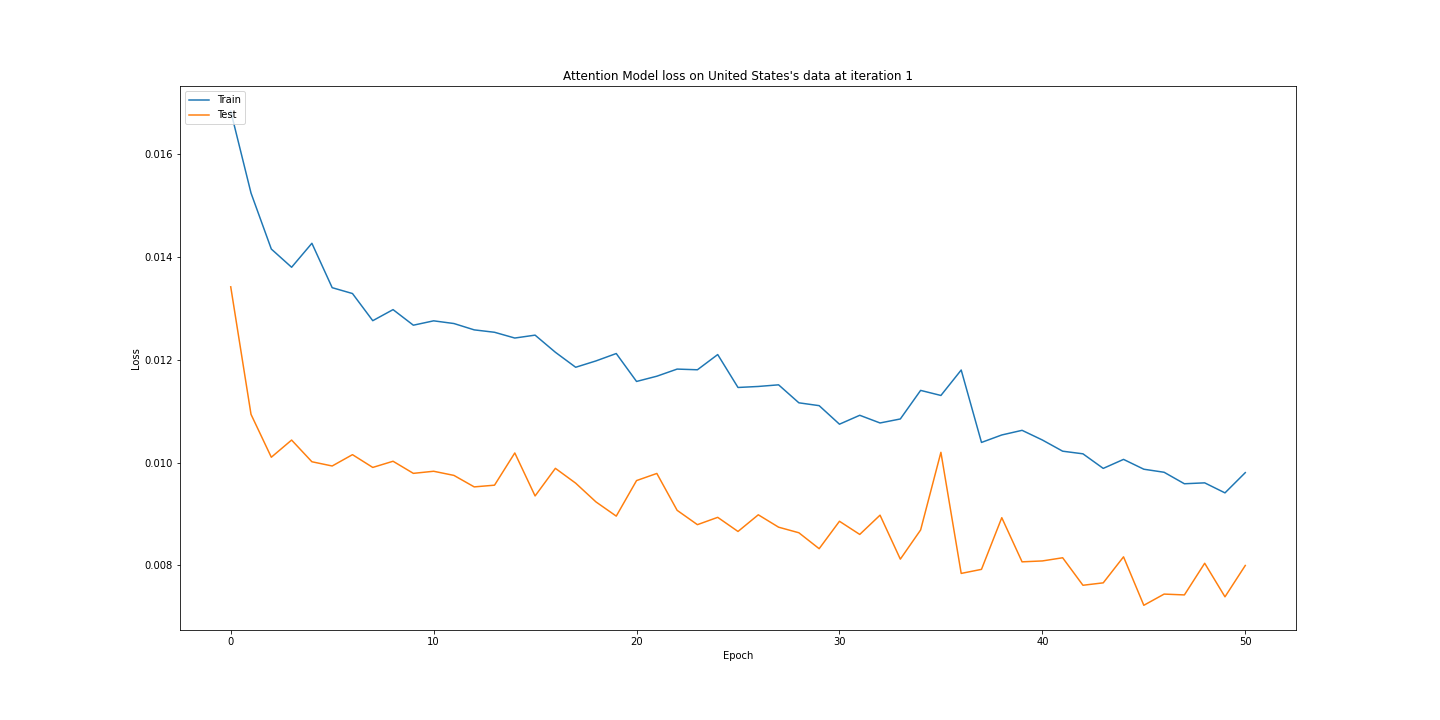 Attention Model loss on United States's data at iteration 1
Train
Test
0.016
0.014
0.012
0.010
0.008
Loss
0 10 20 30 40 50
Epoch